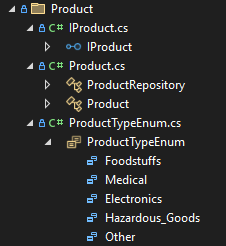 Product
C# IProduct.cs
IProduct
C# Product.cs
ProductRepository
Product
C# ProductTypeEnum.cs
ProductTypeEnum
Foodstuffs
Medical
Electronics
Hazardous_Goods
Other